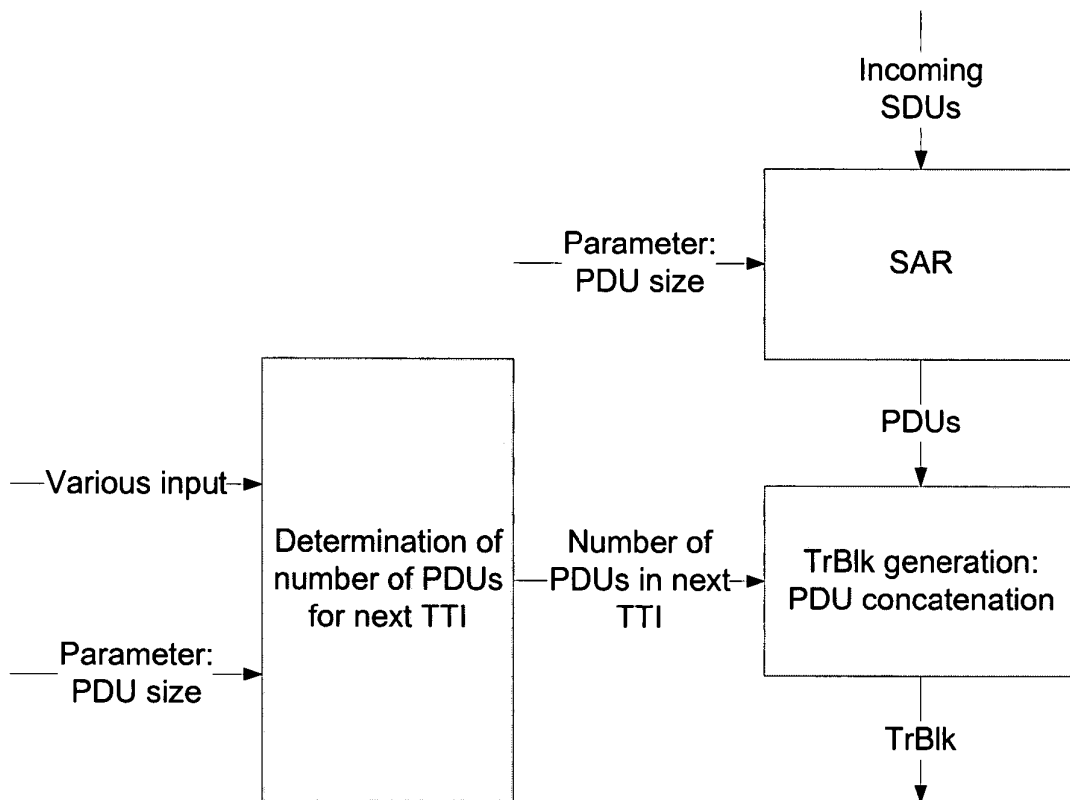 Incoming
SDUs
Parameter:
PDU size
SAR
PDUs
Various input
Determination of
number of PDUs
for next TTI
Number of
PDUs in next
TTI
TrBlk generation:
PDU concatenation
Parameter:
PDU size
TrBlk